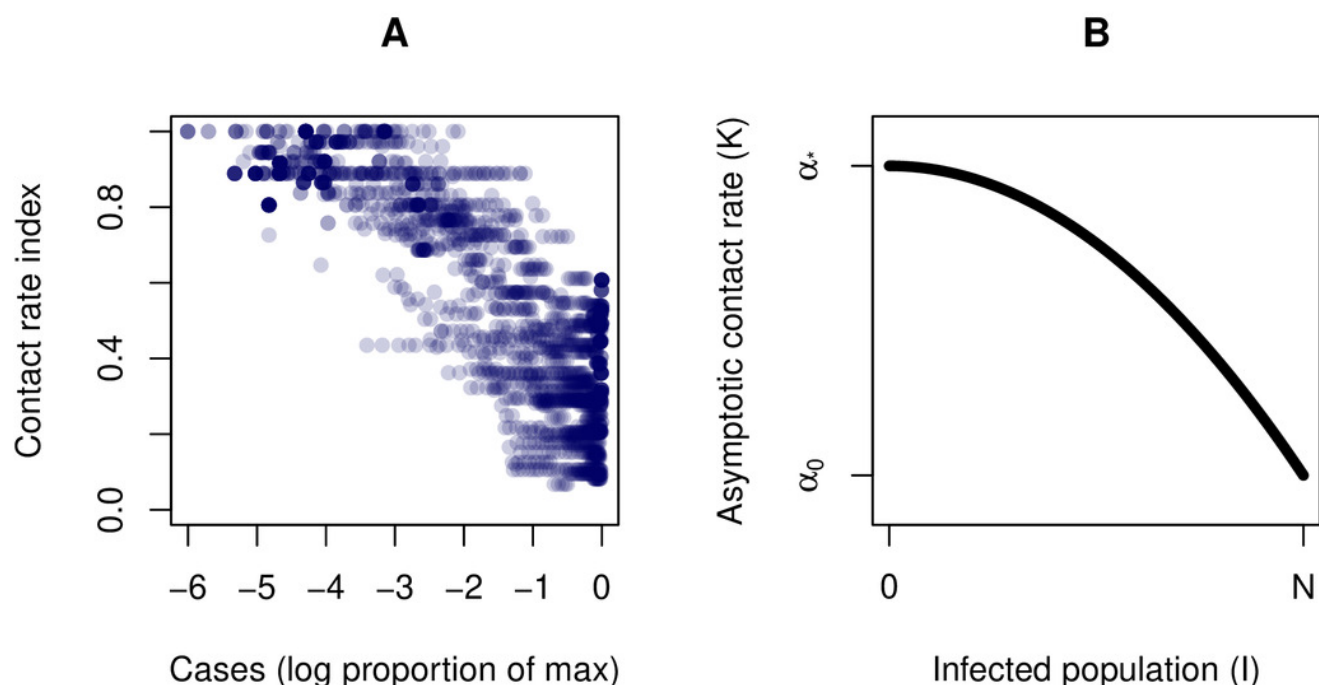 A
Contact rate index
0.0
0.4
0.8
−6
−5
−4
−3
−2
−1
0
Cases (log proportion of max)
B
Asymptotic contact rate (K)
α*
α0
0
N
Infected population (I)